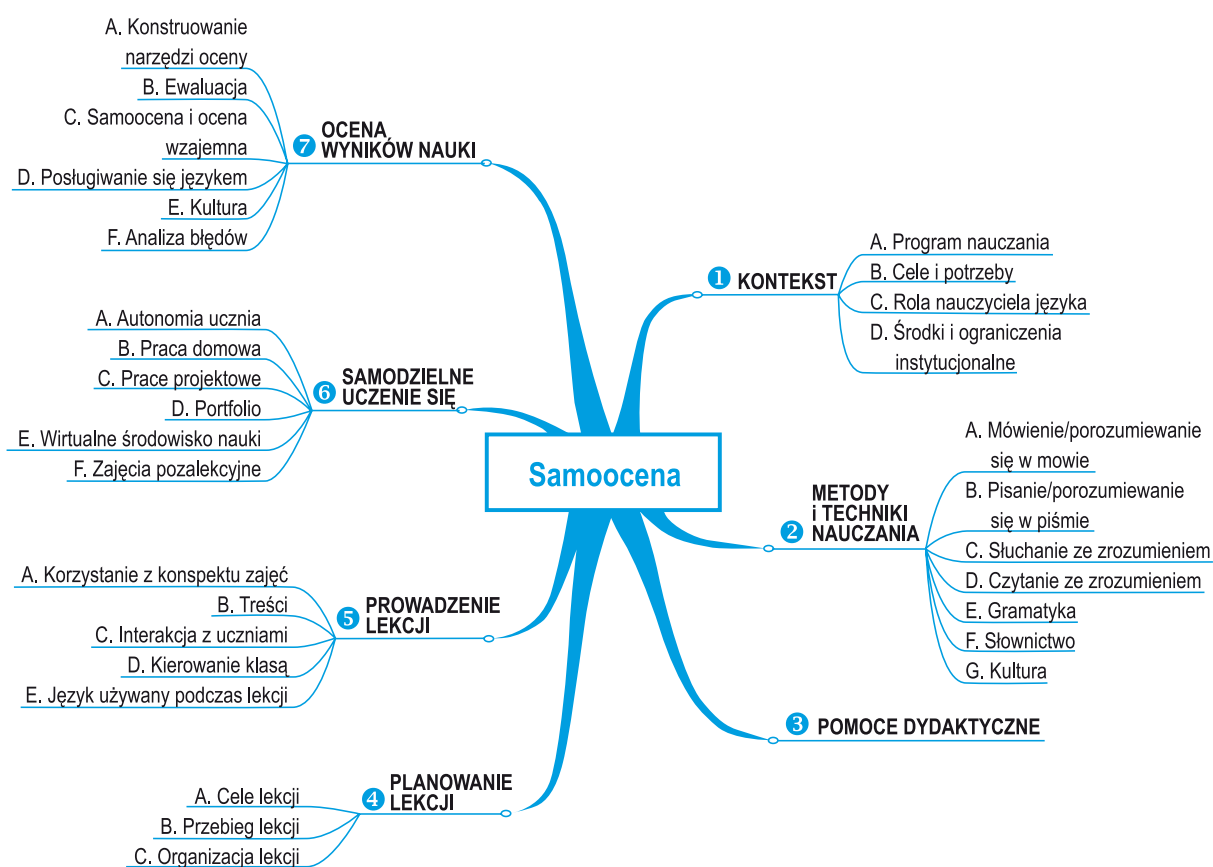 Samoocena
1 KONTEKST
A. Program nauczania
B. Cele i potrzeby
C. Rola nauczyciela języka
D. Środki i ograniczenia
instytucjonalne
2 METODY
i TECHNIKI
NAUCZANIA
A. Mówienie/porozumiewanie
się w mowie
B. Pisanie/porozumiewanie
się w piśmie
C. Słuchanie ze zrozumieniem
D. Czytanie ze zrozumieniem
E. Gramatyka
F. Słownictwo
G. Kultura
3 POMOCE DYDAKTYCZNE
4 PLANOWANIE
LEKCJI
A. Cele lekcji
B. Przebieg lekcji
C. Organizacja lekcji
5 PROWADZENIE
LEKCJI
A. Korzystanie z konspektu zajęć
B. Treści
C. Interakcja z uczniami
D. Kierowanie klasą
E. Język używany podczas lekcji
6 SAMODZIELNE
UCZENIE SIĘ
A. Autonomia ucznia
B. Praca domowa
C. Prace projektowe
D. Portfolio
E. Wirtualne środowisko nauki
F. Zajęcia pozalekcyjne
7 OCENA
WYNIKÓW NAUKI
A. Konstruowanie
narzędzi oceny
B. Ewaluacja
C. Samoocena i ocena
wzajemna
D. Posługiwanie się językem
E. Kultura
F. Analiza błędów